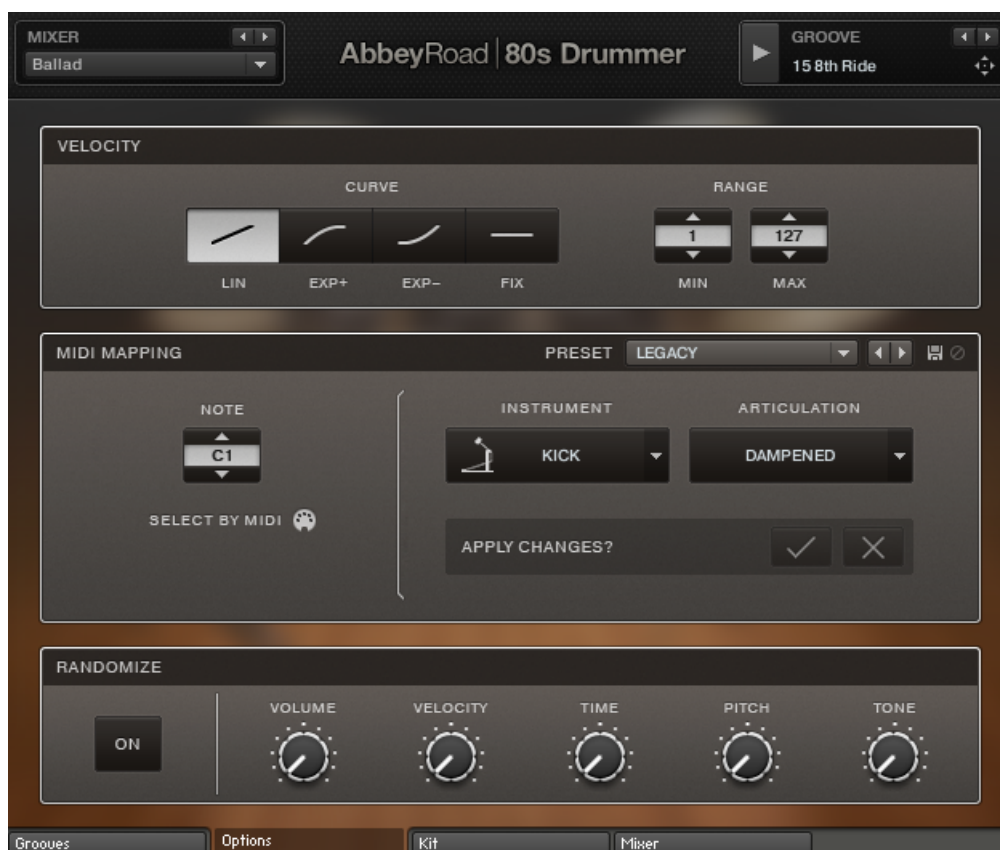 MIXER
Ballad
AbbeyRoad | 80s Drummer
GROOVE
15 8th Ride
VELOCITY
CURVE
RANGE
1
127
LIN EXP+ EXP– FIX MIN MAX
MIDI MAPPING PRESET LEGACY
NOTE
C1
SELECT BY MIDI
INSTRUMENT ARTICULATION
KICK DAMPENED
APPLY CHANGES?
RANDOMIZE
ON
VOLUME VELOCITY TIME PITCH TONE
Grooves Options Kit Mixer